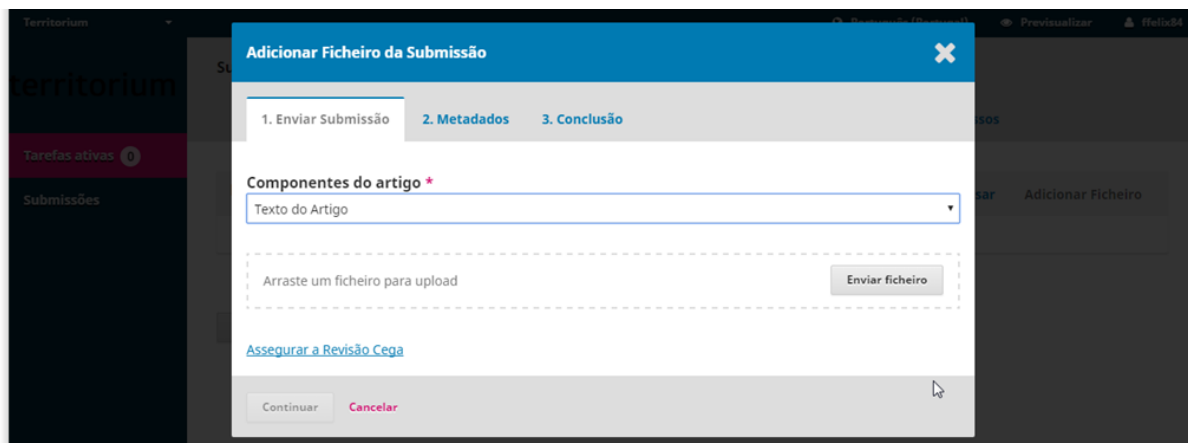 Territorium
Português (Portugal)
Previsualizar
ffelix84
territorium
Adicionar Ficheiro da Submissão
1. Enviar Submissão
2. Metadados
3. Conclusão
Tarefas ativas 0
Submissões
Componentes do artigo *
Texto do Artigo
Adicionar Ficheiro
Arraste um ficheiro para upload
Enviar ficheiro
Assegurar a Revisão Cega
Continuar
Cancelar